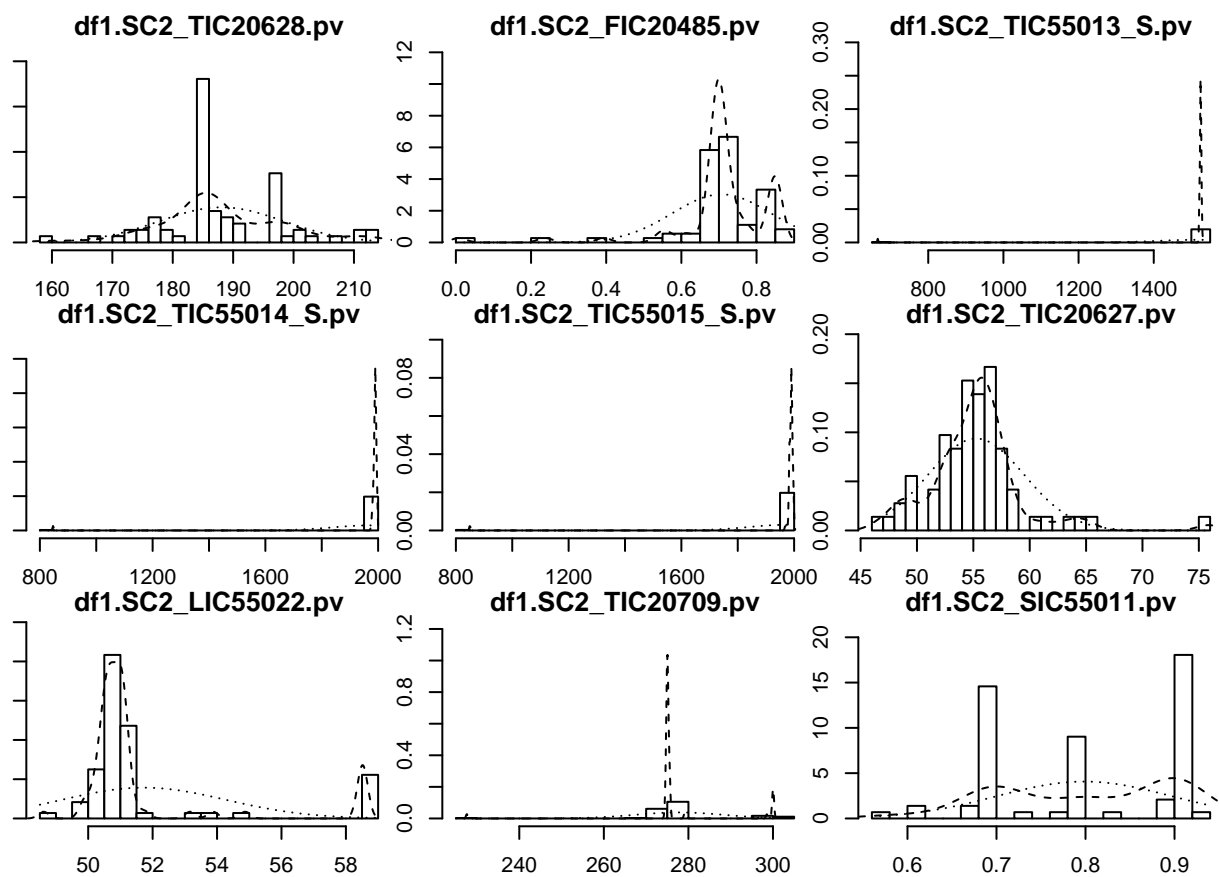 df1.SC2_TIC20628.pv
160 170 180 190 200 210
df1.SC2_FIC20485.pv
12
10
8
6
4
2
0
0.0 0.2 0.4 0.6 0.8
df1.SC2_TIC55013_S.pv
0.30
0.20
0.10
0.00
800 1000 1200 1400
df1.SC2_TIC55014_S.pv
800 1200 1600 2000
df1.SC2_TIC55015_S.pv
0.08
0.04
0.00
800 1200 1600 2000
df1.SC2_TIC20627.pv
0.20
0.10
0.00
45 50 55 60 65 70 75
df1.SC2_LIC55022.pv
50 52 54 56 58
df1.SC2_TIC20709.pv
1.2
0.8
0.4
0.0
240 260 280 300
df1.SC2_SIC55011.pv
20
15
10
5
0
0.6 0.7 0.8 0.9